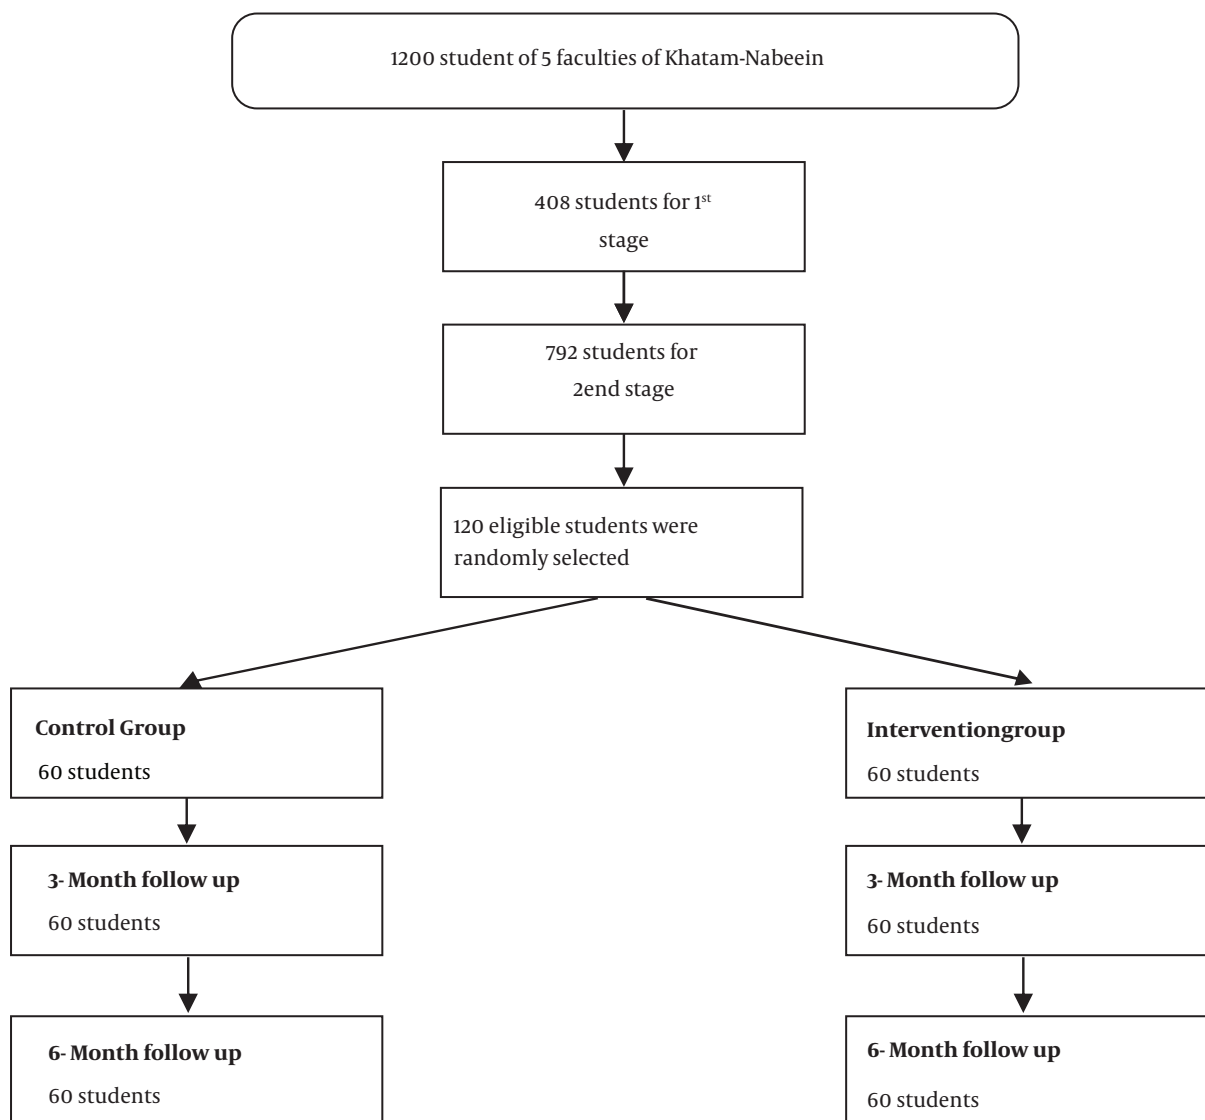 1200 student of 5 faculties of Khatam-Nabeein
408 students for 1st
stage
792 students for
2end stage
120 eligible students were
randomly selected
Control Group
60 students
Interventiongroup
60 students
3- Month follow up
60 students
3- Month follow up
60 students
6- Month follow up
60 students
6- Month follow up
60 students